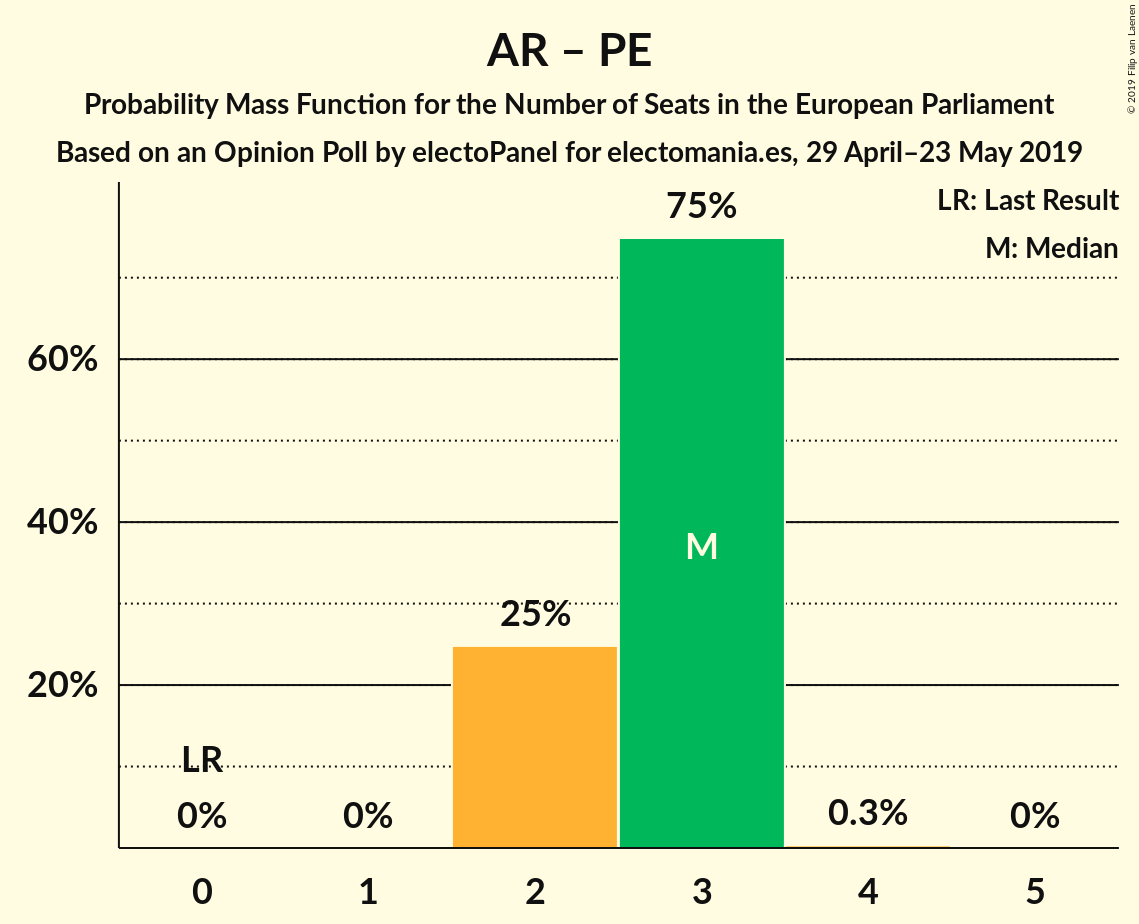 AR – PE
Probability Mass Function for the Number of Seats in the European Parliament
Based on an Opinion Poll by electoPanel for electomania.es, 29 April–23 May 2019
© 2019 Filip van Laenen
LR: Last Result
M: Median
75%
60%
40%
20%
M
25%
LR
0%
0%
0.3%
0%
0
1
2
3
4
5